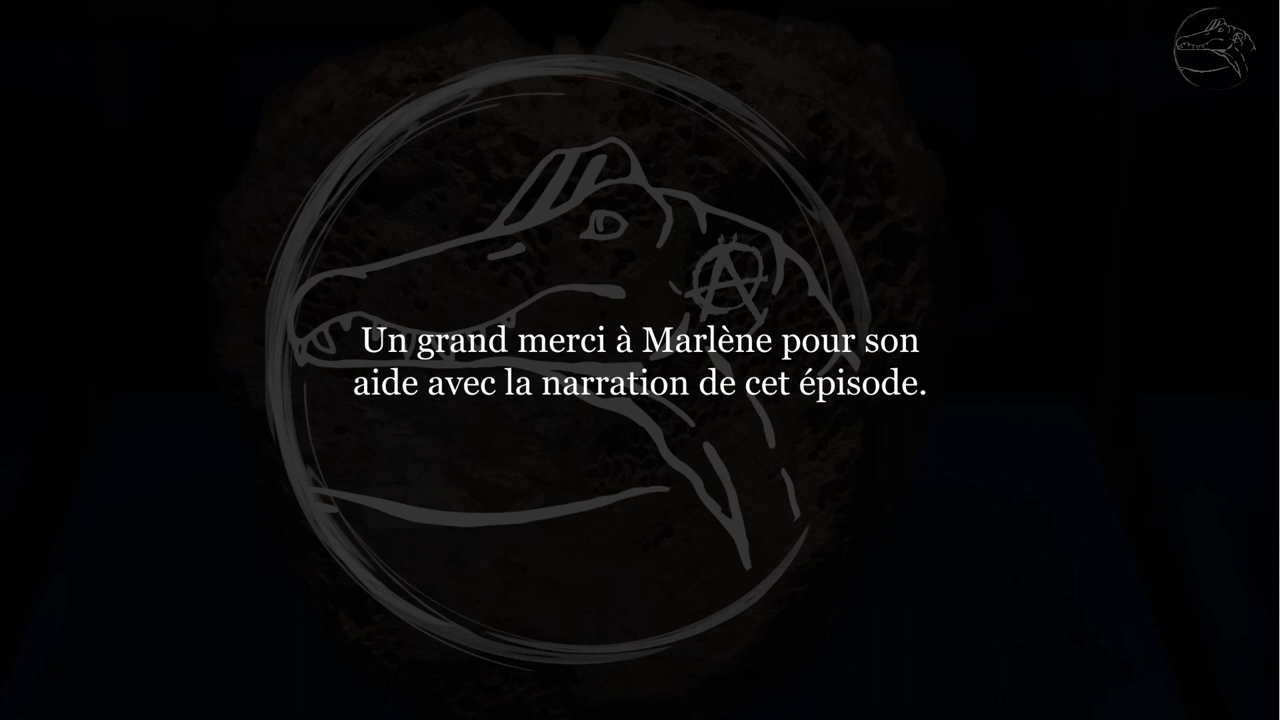 Un grand merci à Marlène pour son
aide avec la narration de cet épisode.